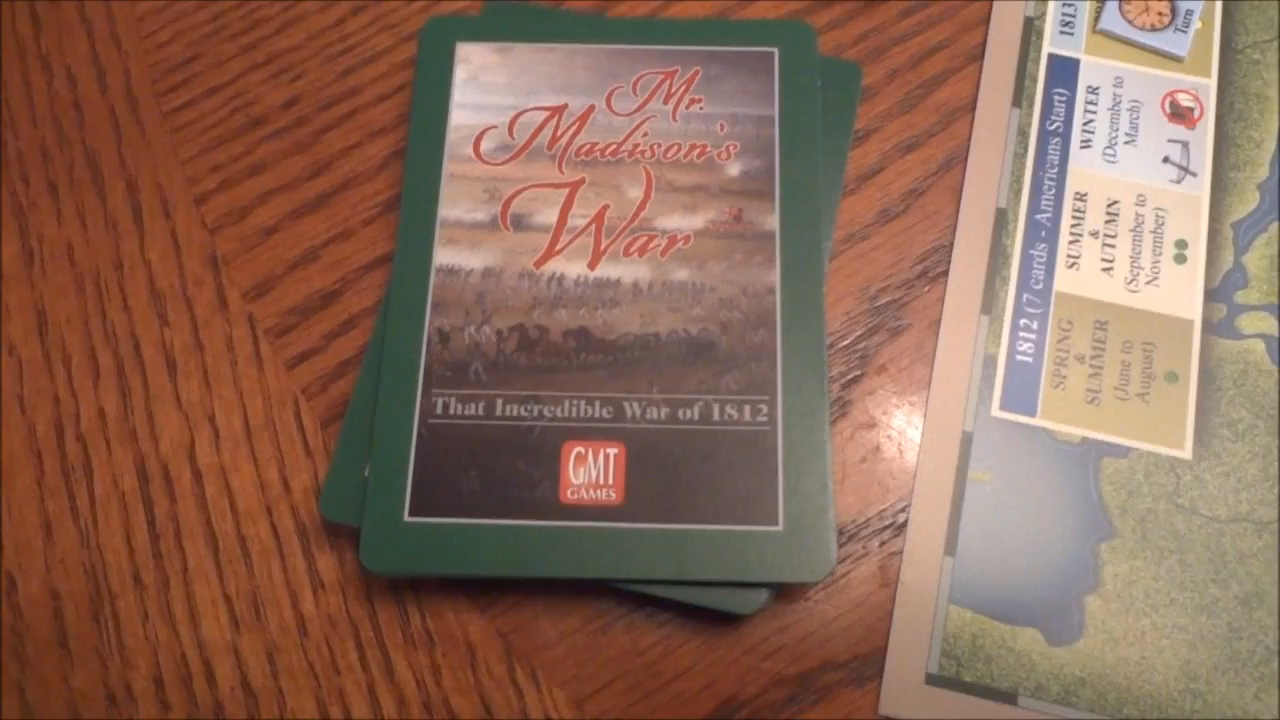 Mr.
Madison's
War
That Incredible War of 1812
GMT
GAMES
1813
Turn
1812 (7 cards - Americans Start)
SPRING
&
SUMMER
(June to
August)
SUMMER
&
AUTUMN
(September to
November)
WINTER
(December to
March)